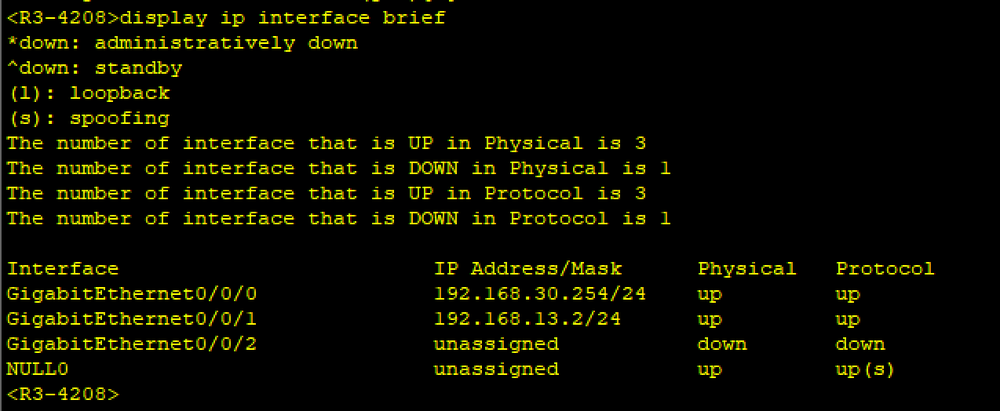 <R3-4208>display ip interface brief
*down: administratively down
^down: standby
(l): loopback
(s): spoofing
The number of interface that is UP in Physical is 3
The number of interface that is DOWN in Physical is 1
The number of interface that is UP in Protocol is 3
The number of interface that is DOWN in Protocol is 1

Interface                         IP Address/Mask      Physical   Protocol
GigabitEthernet0/0/0              192.168.30.254/24    up         up
GigabitEthernet0/0/1              192.168.13.2/24      up         up
GigabitEthernet0/0/2              unassigned           down       down
NULL0                             unassigned           up         up(s)
<R3-4208>